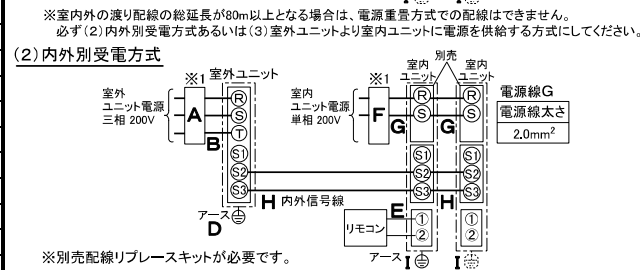 ※室内外の渡り配線の総延長が80m以上となる場合は、電源重畳方式での配線はできません。
必ず(2)内外別受電方式あるいは(3)室外ユニットより室内ユニットに電源を供給する方式にしてください。
(2)内外別受電方式
別売
※1 室外ユニット
※1 室内ユニット 室内ユニット
室外
ユニット電源
三相 200V
A
B
R
S
T
S1
S2
S3
室内
ユニット電源
単相 200V
F
G
R
S
G
R
S
電源線G
電源線太さ
2.0mm²
S1
S2
S3
S1
S2
S3
H 内外信号線
H
アース
D
リモコン
E
①
②
①
②
アース I
I
※別売配線リプレースキットが必要です。